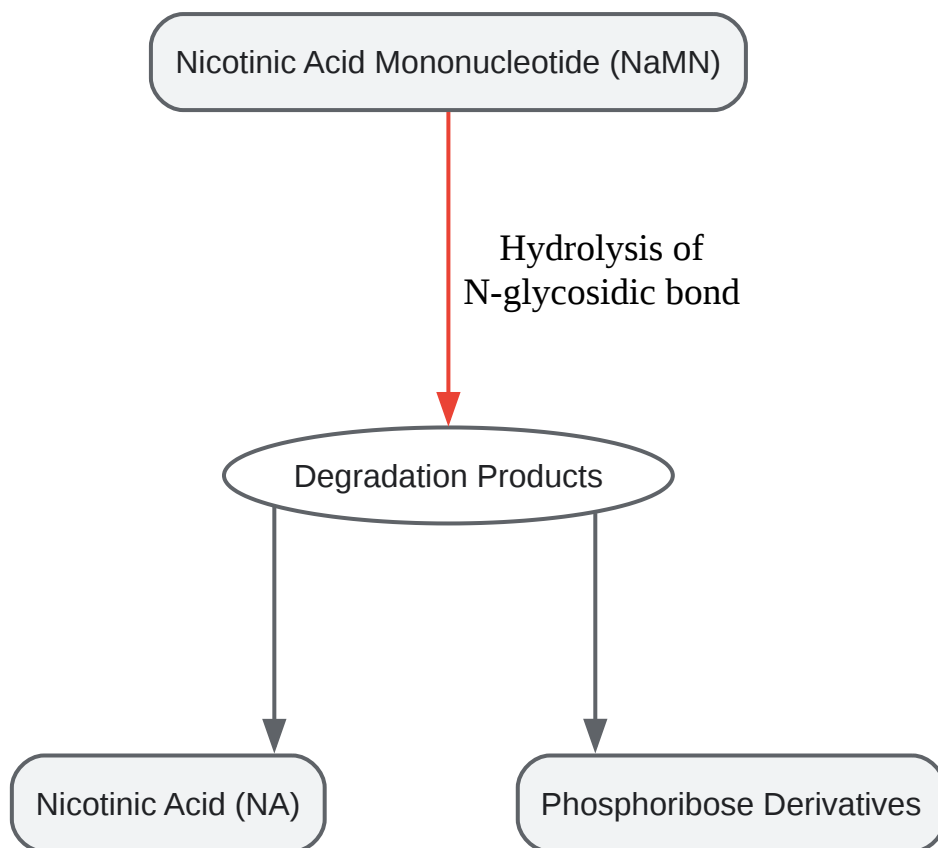 Nicotinic Acid Mononucleotide (NaMN)
Hydrolysis of
N-glycosidic bond
Degradation Products
Nicotinic Acid (NA)
Phosphoribose Derivatives